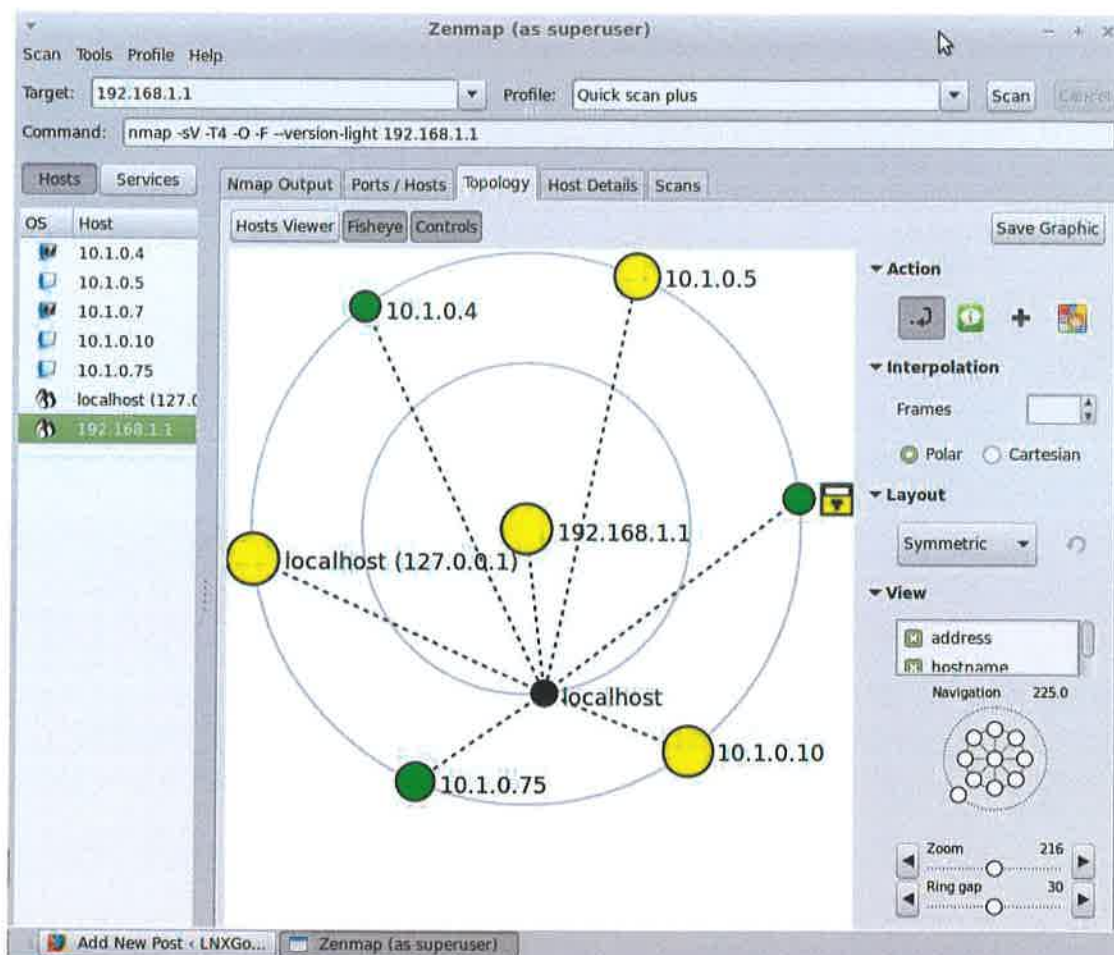 Zenmap (as superuser)
Scan Tools Profile Help
Target: 192.168.1.1 Profile: Quick scan plus Scan Cancel
Command: nmap -sV -T4 -O -F --version-light 192.168.1.1
Hosts Services
Nmap Output Ports / Hosts Topology Host Details Scans
OS Host
Hosts Viewer Fisheye Controls Save Graphic
10.1.0.4
10.1.0.5
10.1.0.7
10.1.0.10
10.1.0.75
localhost (127.0
192.168.1.1
10.1.0.5
10.1.0.4
192.168.1.1
localhost (127.0.0.1)
localhost
10.1.0.10
10.1.0.75
Action
Interpolation
Frames
Polar Cartesian
Layout
Symmetric
View
address
hostname
Navigation 225.0
Zoom 216
Ring gap 30
Add New Post ‹ LNXGo... Zenmap (as superuser)